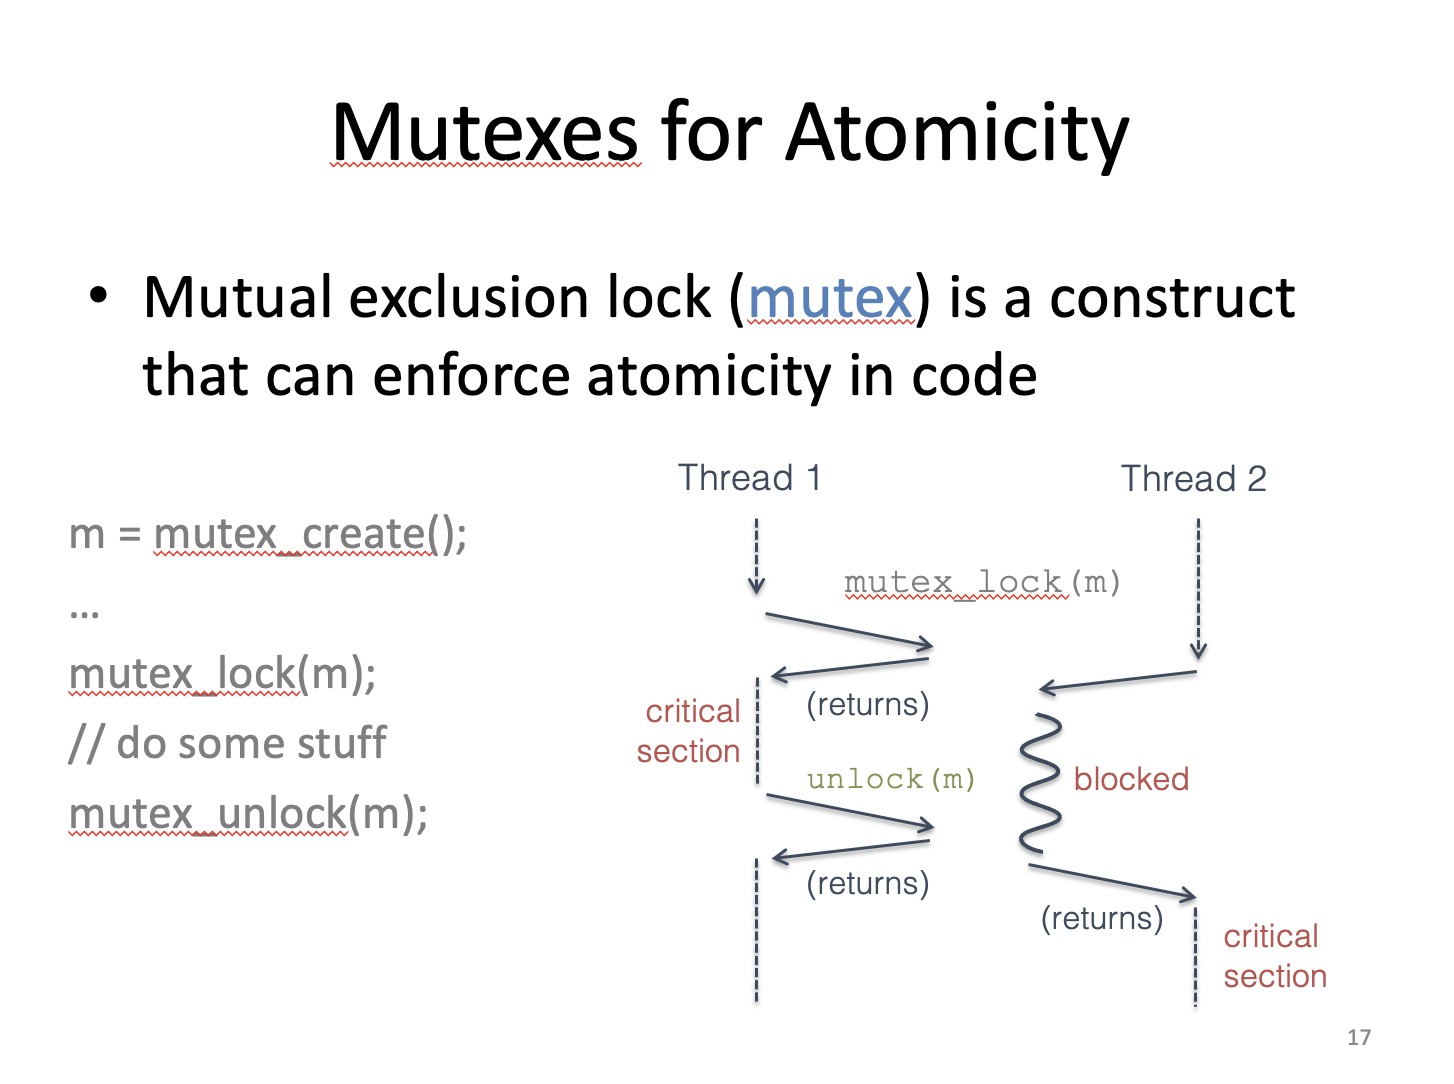 Mutexes for Atomicity
• Mutual exclusion lock (mutex) is a construct
that can enforce atomicity in code
m = mutex_create();
…
mutex_lock(m);
// do some stuff
mutex_unlock(m);
Thread 1
Thread 2
mutex_lock(m)
(returns)
critical
section
unlock(m)
blocked
(returns)
(returns)
critical
section
17